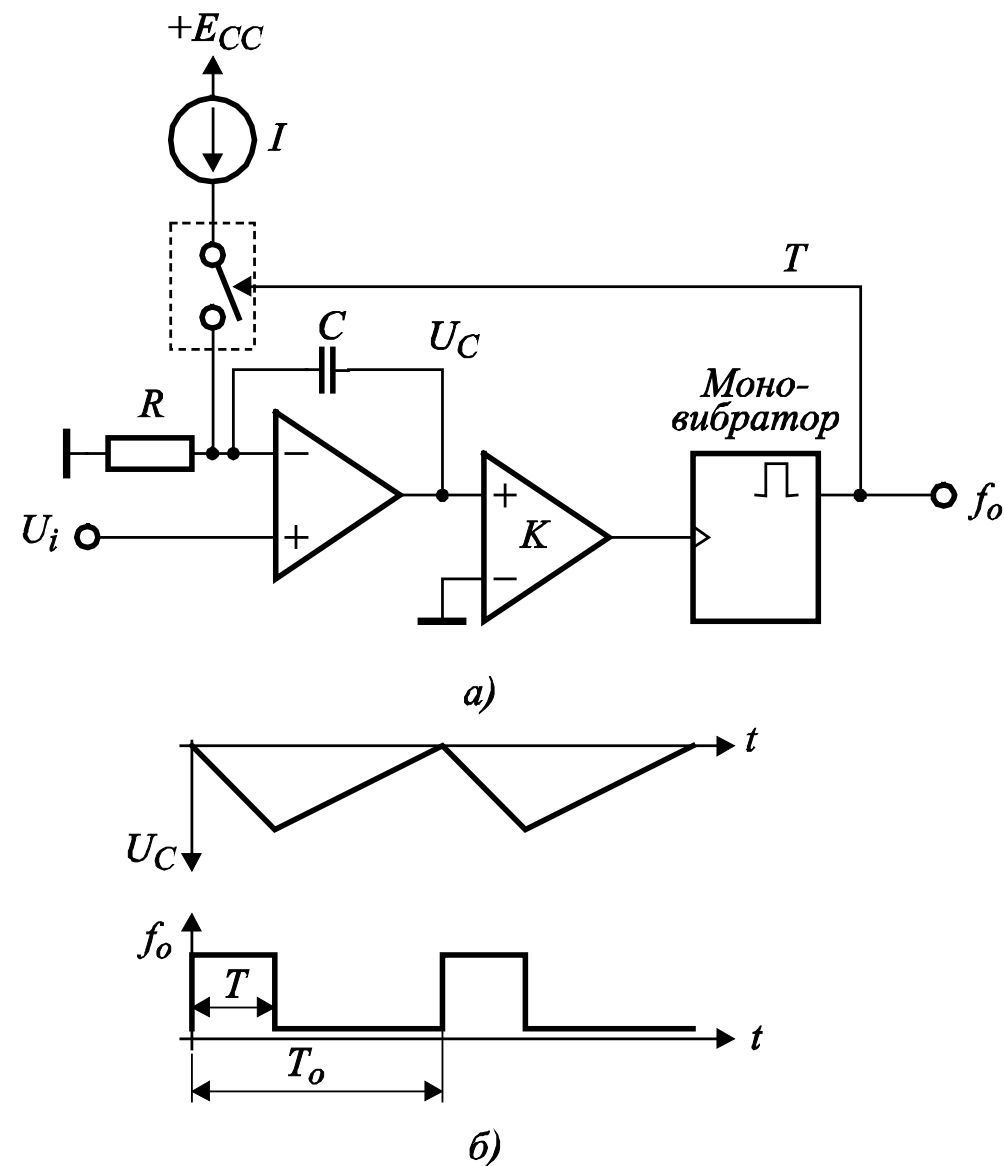 +E_CC
I
T
C
U_C
R
Моно-
вибратор
U_i
−
+
+
K
−
f_o
а)
t
U_C
f_o
T
t
T_o
б)